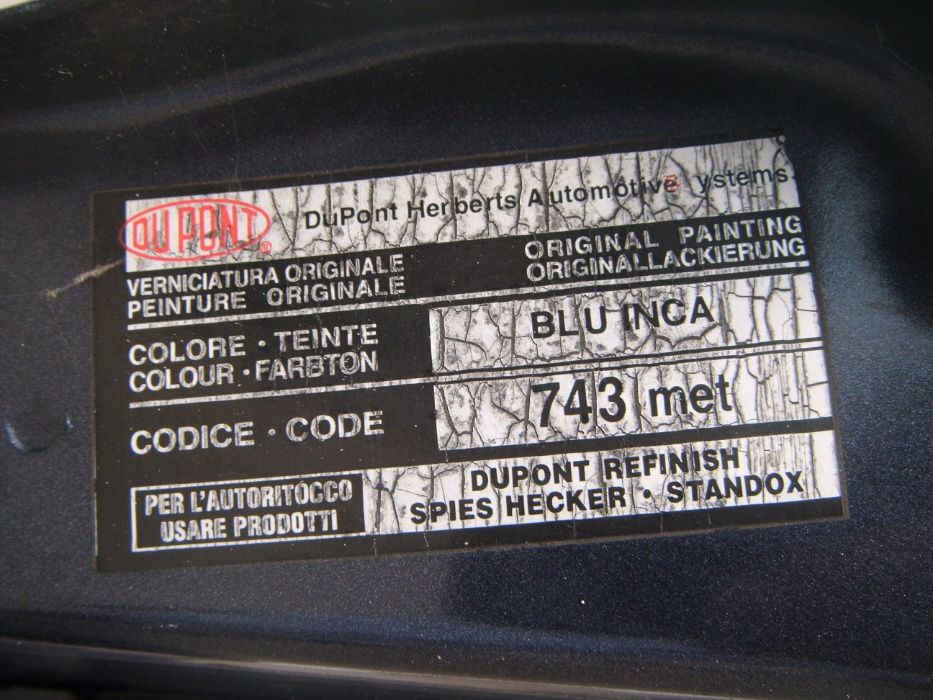 DU PONT ®
DuPont Herberts Automotive Systems
VERNICIATURA ORIGINALE ORIGINAL PAINTING
PEINTURE ORIGINALE ORIGINALLACKIERUNG
COLORE · TEINTE
COLOUR · FARBTON
BLU INCA
CODICE · CODE
743 met
PER L'AUTORITOCCO
USARE PRODOTTI
DUPONT REFINISH
SPIES HECKER · STANDOX